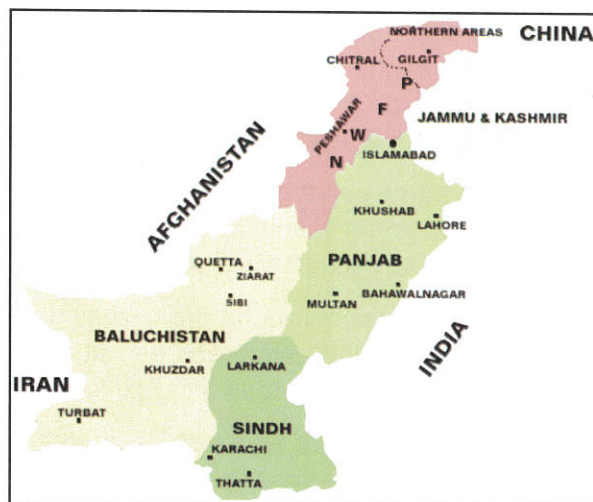 NORTHERN AREAS
CHINA
CHITRAL
GILGIT
P
F
JAMMU & KASHMIR
PESHAWAR
W
ISLAMABAD
N
AFGHANISTAN
KHUSHAB
LAHORE
QUETTA
ZIARAT
PANJAB
SIBI
MULTAN
BAHAWALNAGAR
BALUCHISTAN
INDIA
KHUZDAR
LARKANA
IRAN
TURBAT
SINDH
KARACHI
THATTA